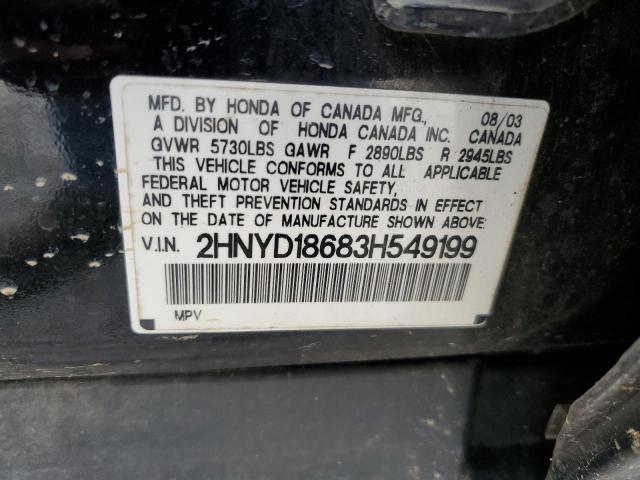 MFD. BY HONDA OF CANADA MFG., 08/03
A DIVISION OF HONDA CANADA INC. CANADA
GVWR 5730LBS GAWR F 2890LBS R 2945LBS
THIS VEHICLE CONFORMS TO ALL APPLICABLE
FEDERAL MOTOR VEHICLE SAFETY,
AND THEFT PREVENTION STANDARDS IN EFFECT
ON THE DATE OF MANUFACTURE SHOWN ABOVE.
V.I.N. 2HNYD18683H549199
MPV